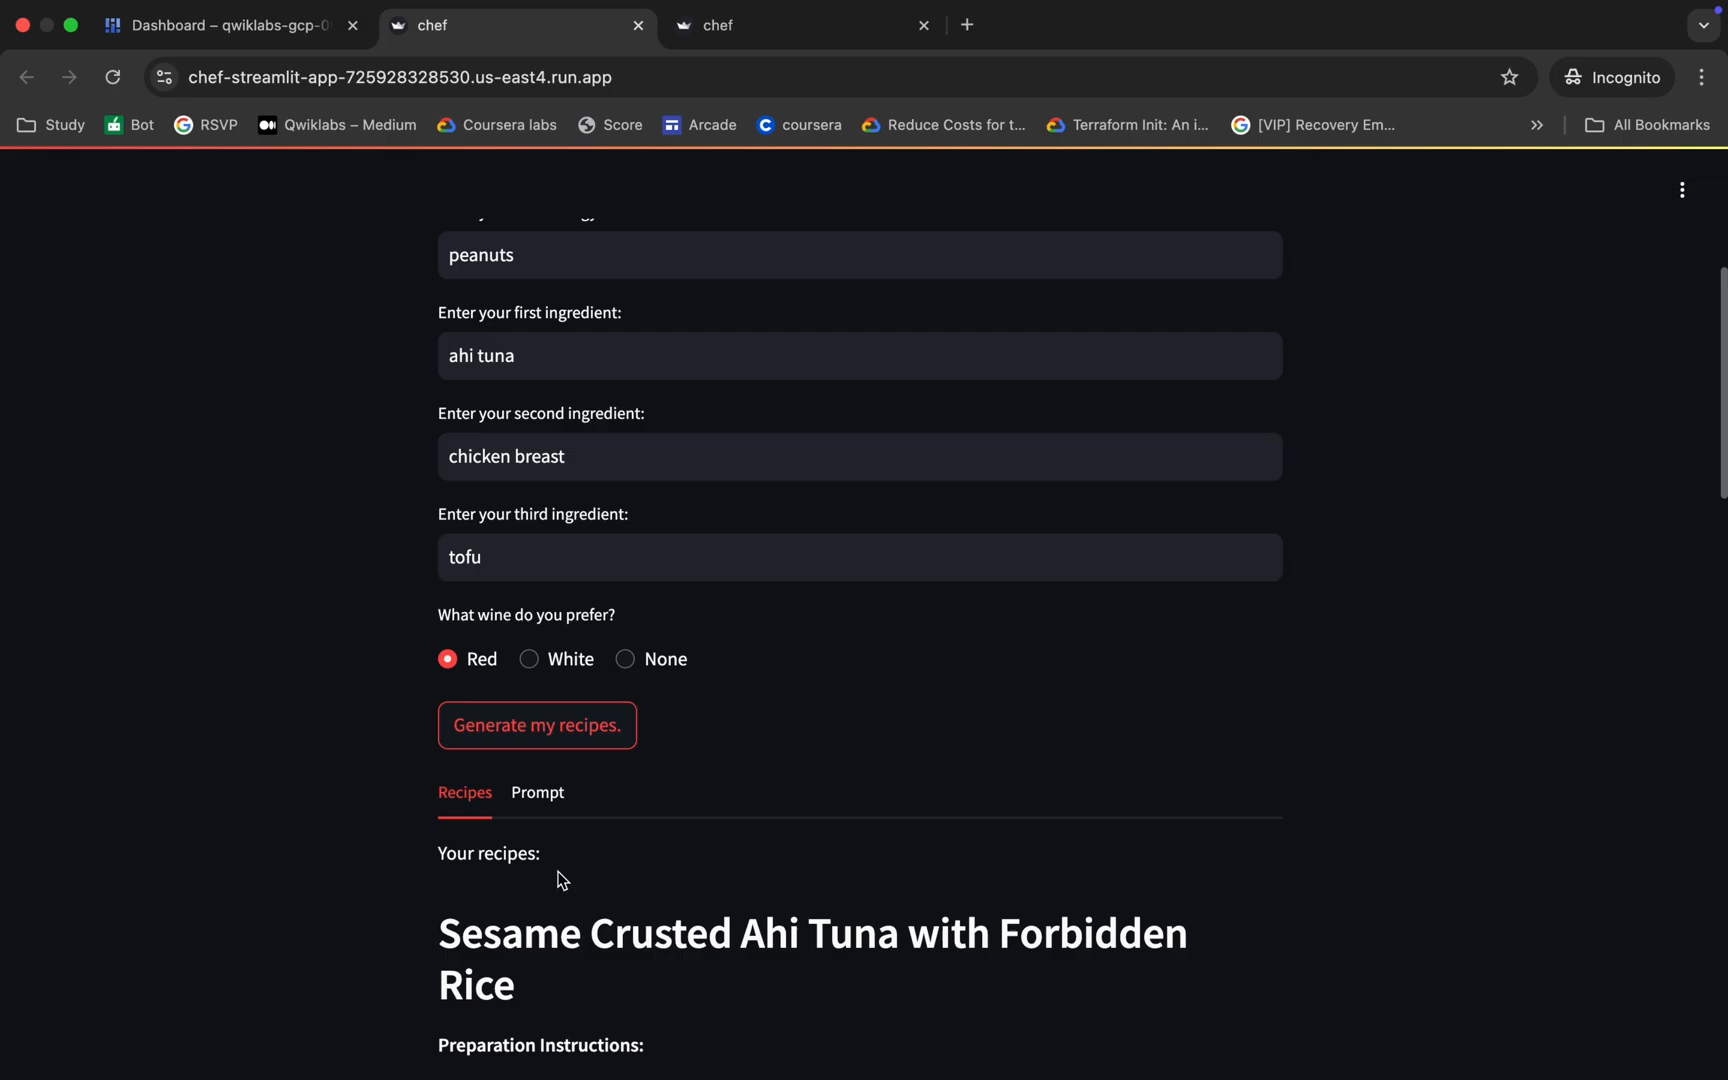 Dashboard – qwiklabs-gcp-0
chef
chef
chef-streamlit-app-725928328530.us-east4.run.app
Incognito
Study
Bot
RSVP
Qwiklabs – Medium
Coursera labs
Score
Arcade
coursera
Reduce Costs for t...
Terraform Init: An i...
[VIP] Recovery Em...
All Bookmarks
peanuts
Enter your first ingredient:
ahi tuna
Enter your second ingredient:
chicken breast
Enter your third ingredient:
tofu
What wine do you prefer?
Red White None
Generate my recipes.
Recipes Prompt
Your recipes:
Sesame Crusted Ahi Tuna with Forbidden
Rice
Preparation Instructions: